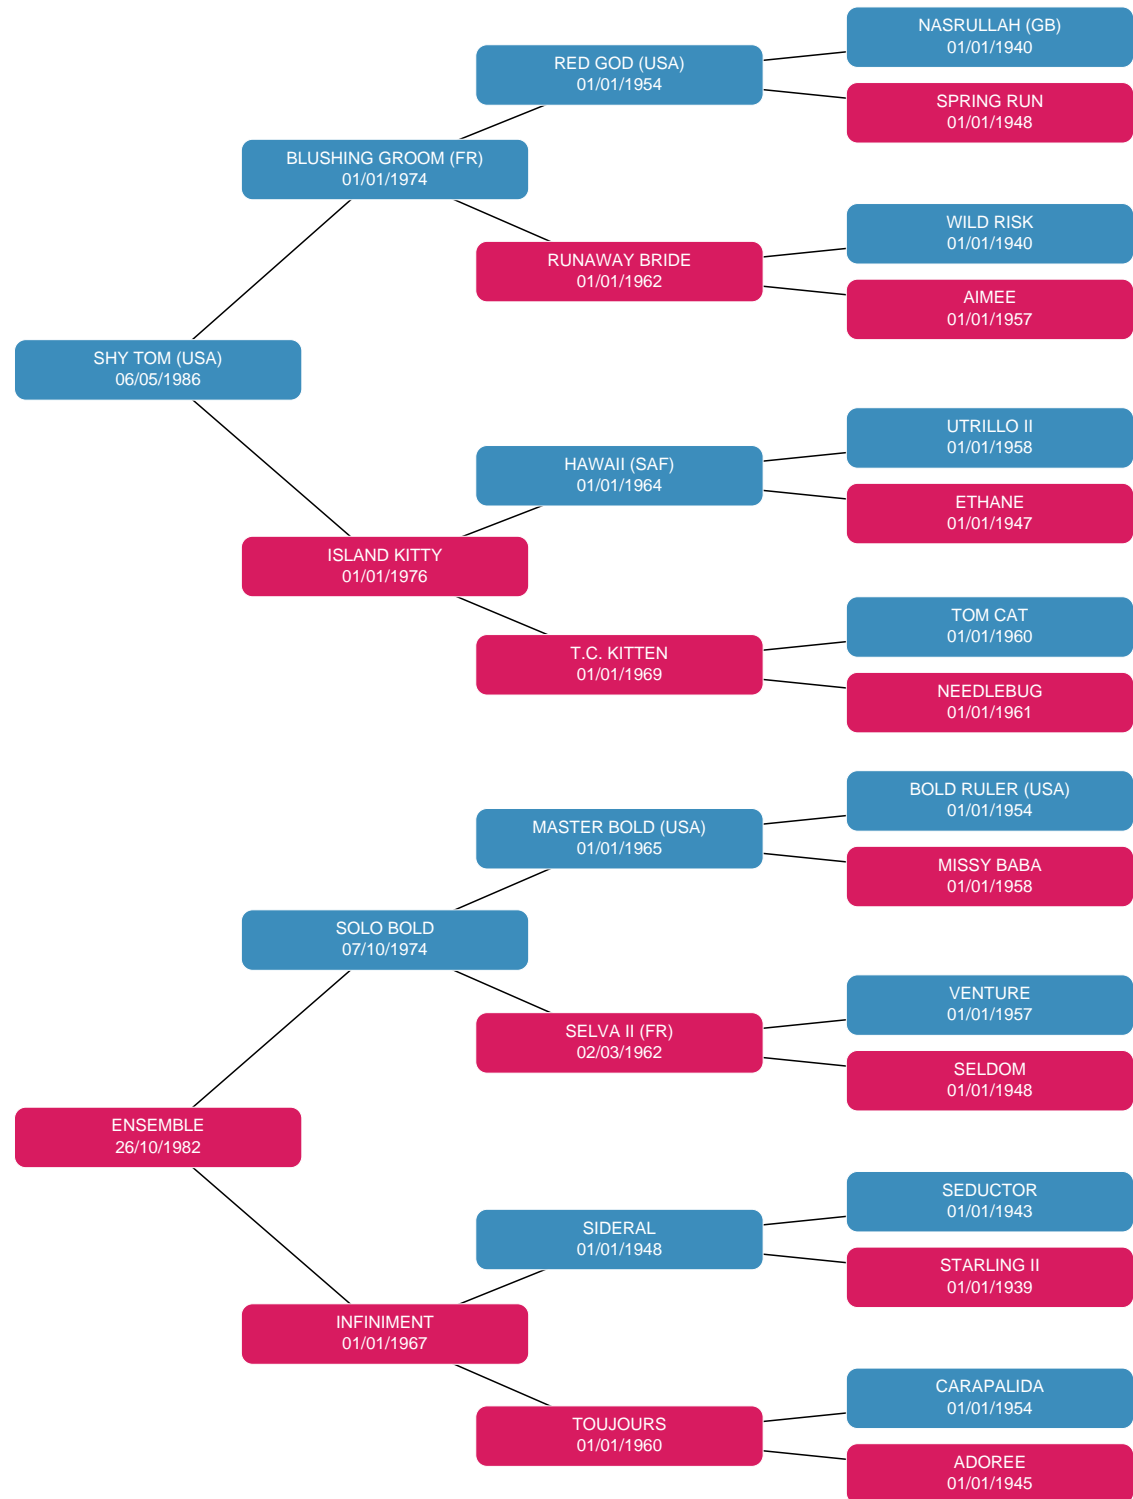 NASRULLAH (GB)
01/01/1940
RED GOD (USA)
01/01/1954
SPRING RUN
01/01/1948
BLUSHING GROOM (FR)
01/01/1974
WILD RISK
01/01/1940
RUNAWAY BRIDE
01/01/1962
AIMEE
01/01/1957
SHY TOM (USA)
06/05/1986
UTRILLO II
01/01/1958
HAWAII (SAF)
01/01/1964
ETHANE
01/01/1947
ISLAND KITTY
01/01/1976
TOM CAT
01/01/1960
T.C. KITTEN
01/01/1969
NEEDLEBUG
01/01/1961
BOLD RULER (USA)
01/01/1954
MASTER BOLD (USA)
01/01/1965
MISSY BABA
01/01/1958
SOLO BOLD
07/10/1974
VENTURE
01/01/1957
SELVA II (FR)
02/03/1962
SELDOM
01/01/1948
ENSEMBLE
26/10/1982
SEDUCTOR
01/01/1943
SIDERAL
01/01/1948
STARLING II
01/01/1939
INFINIMENT
01/01/1967
CARAPALIDA
01/01/1954
TOUJOURS
01/01/1960
ADOREE
01/01/1945